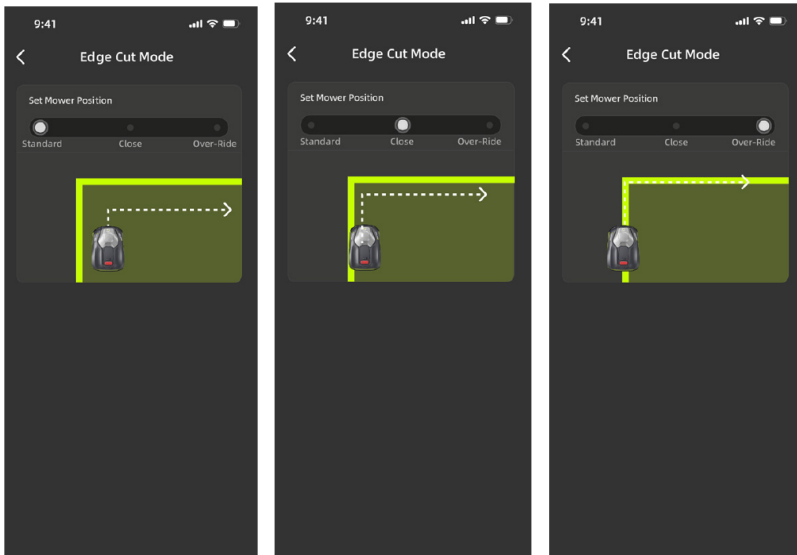 9:41
Edge Cut Mode
Set Mower Position
Standard Close Over-Ride
9:41
Edge Cut Mode
Set Mower Position
Standard Close Over-Ride
9:41
Edge Cut Mode
Set Mower Position
Standard Close Over-Ride